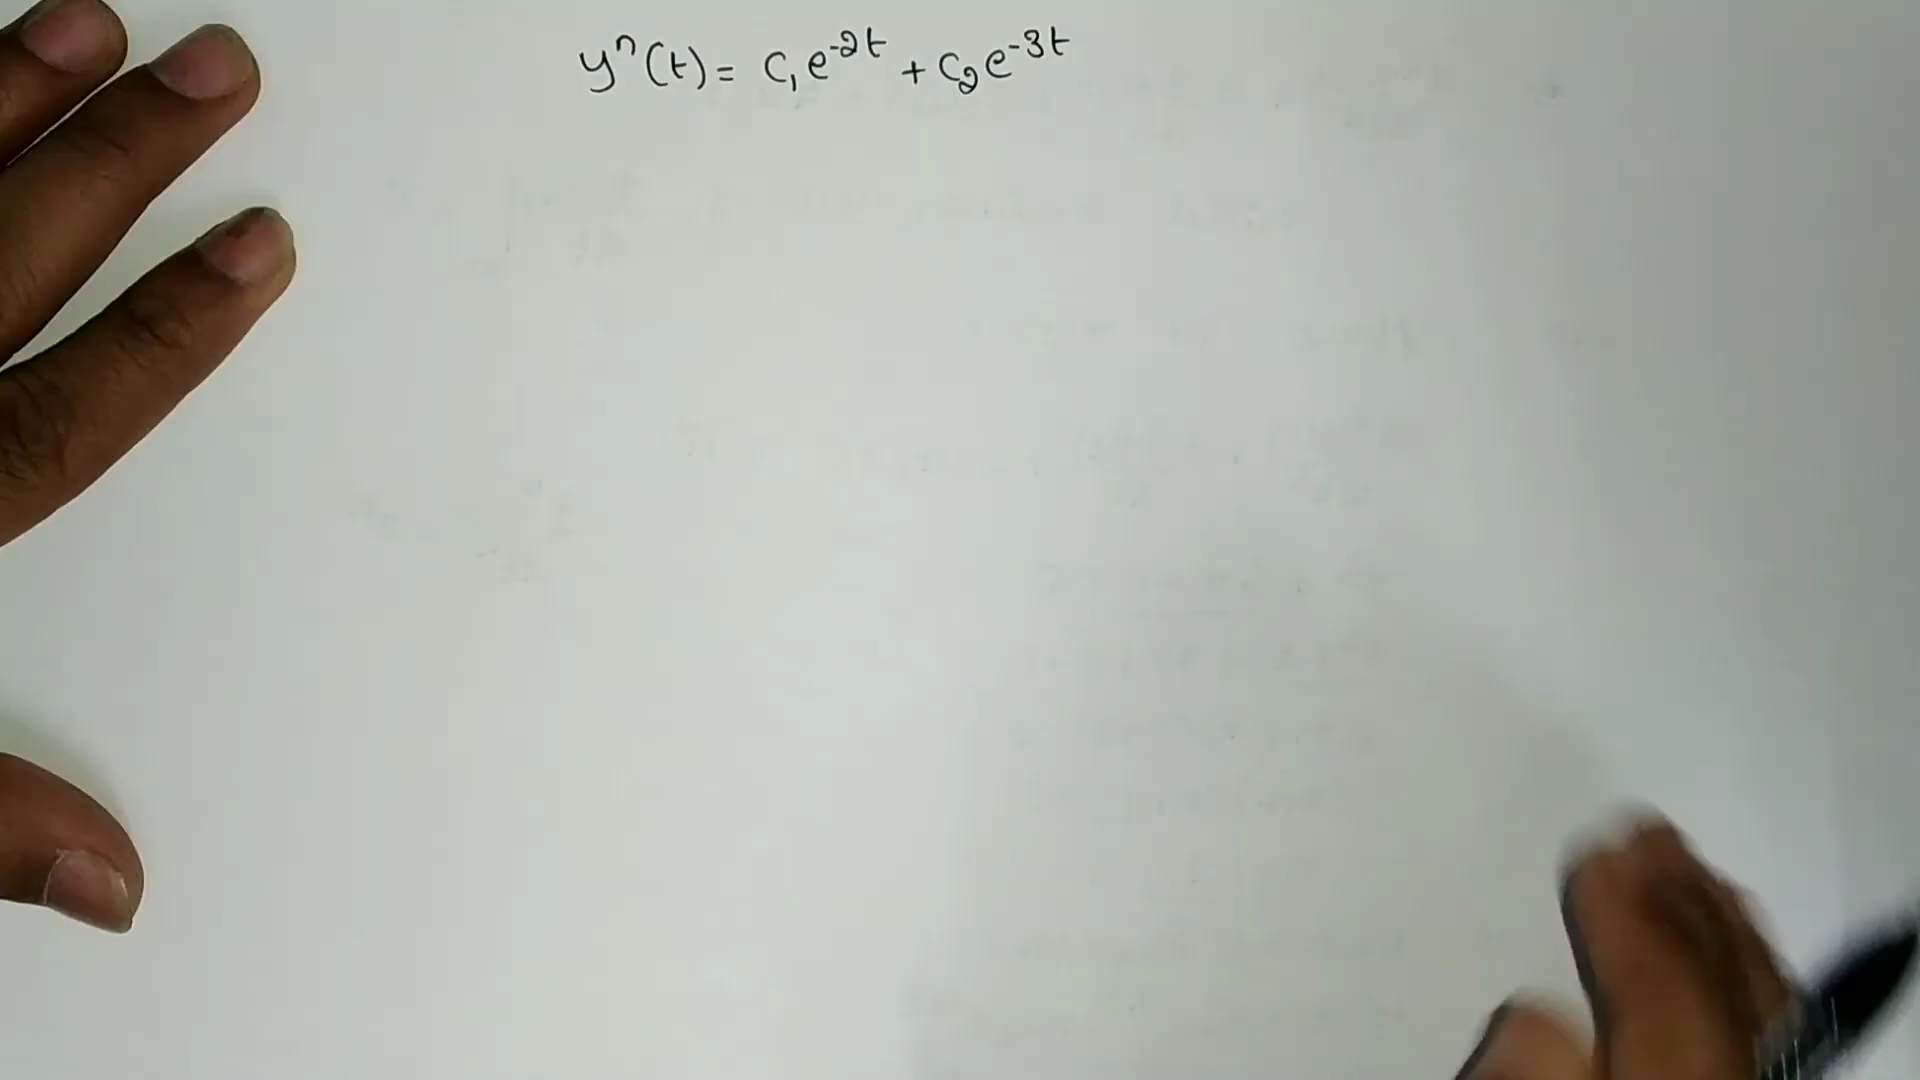 yⁿ(t) = C₁e⁻²ᵗ + C₂e⁻³ᵗ